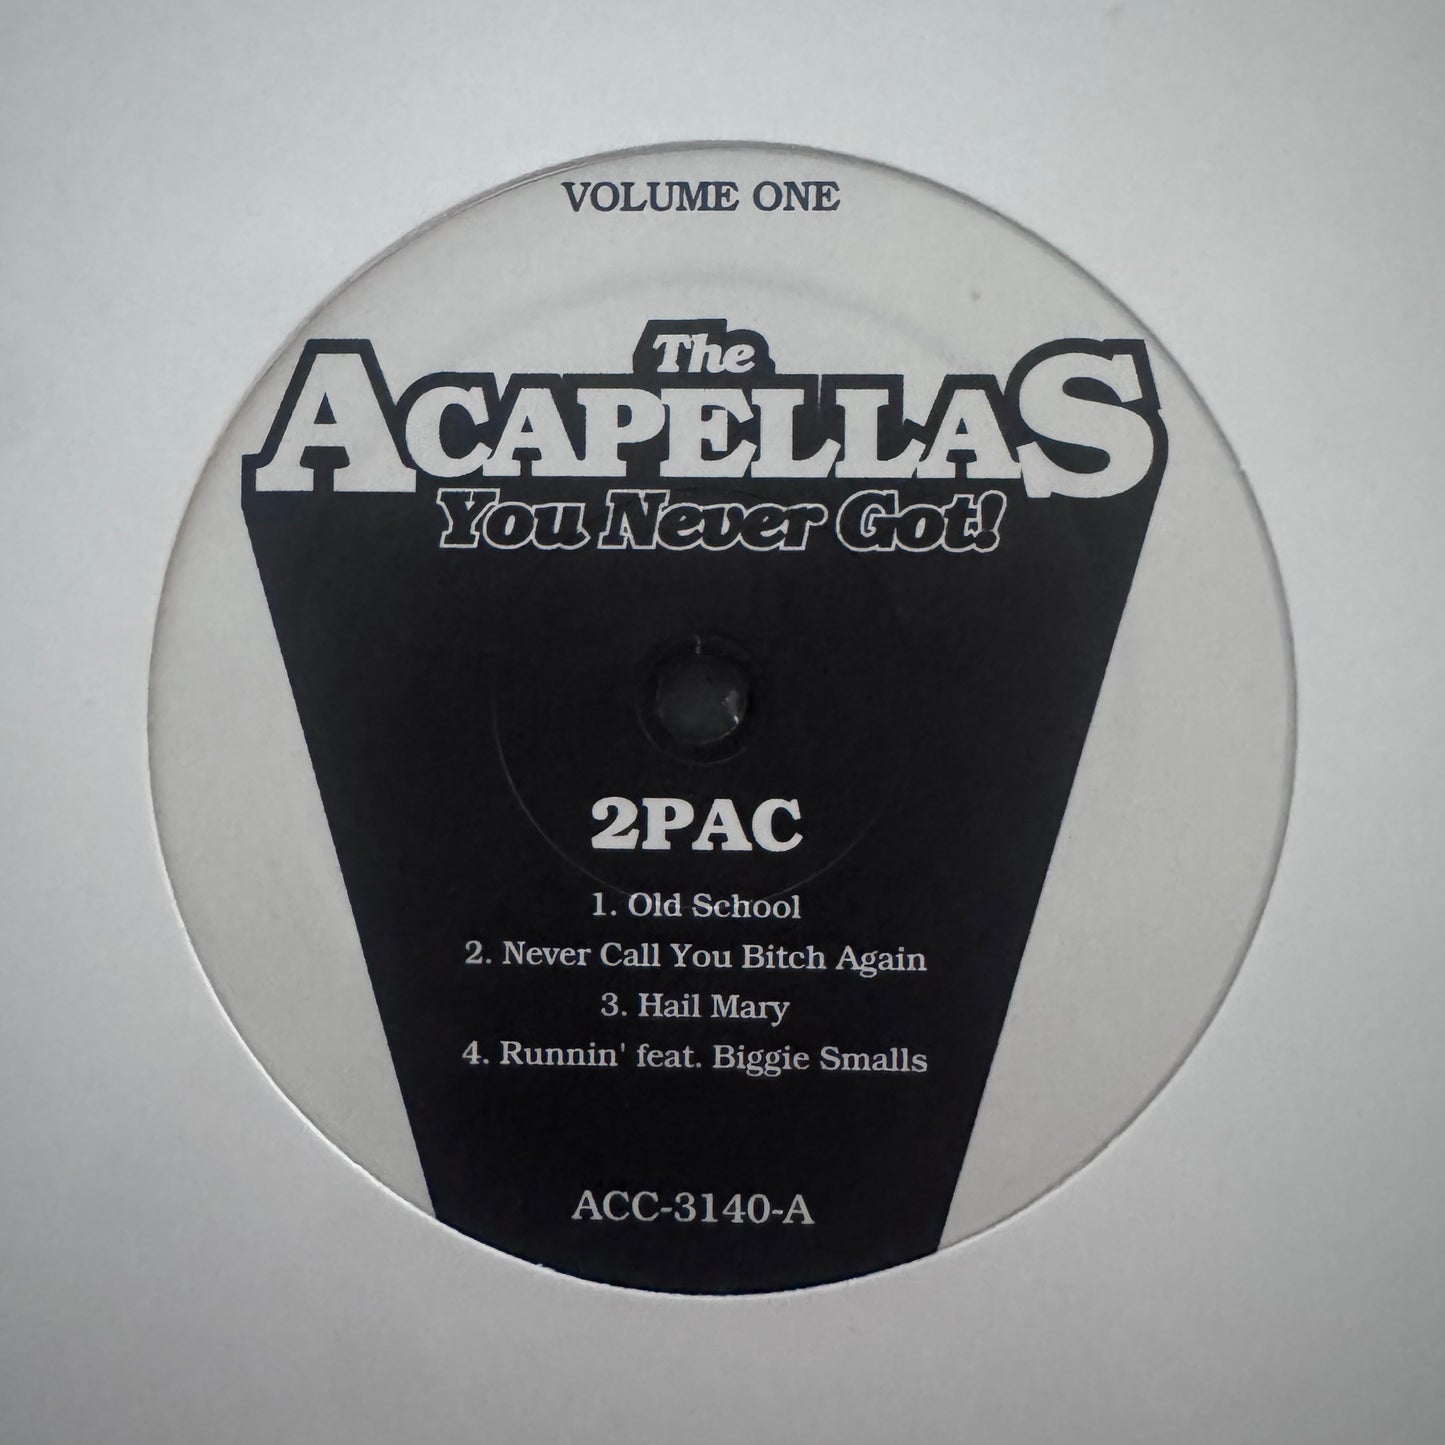 VOLUME ONE
The
ACAPELLAS
You Never Got!
2PAC
1. Old School
2. Never Call You Bitch Again
3. Hail Mary
4. Runnin' feat. Biggie Smalls
ACC-3140-A